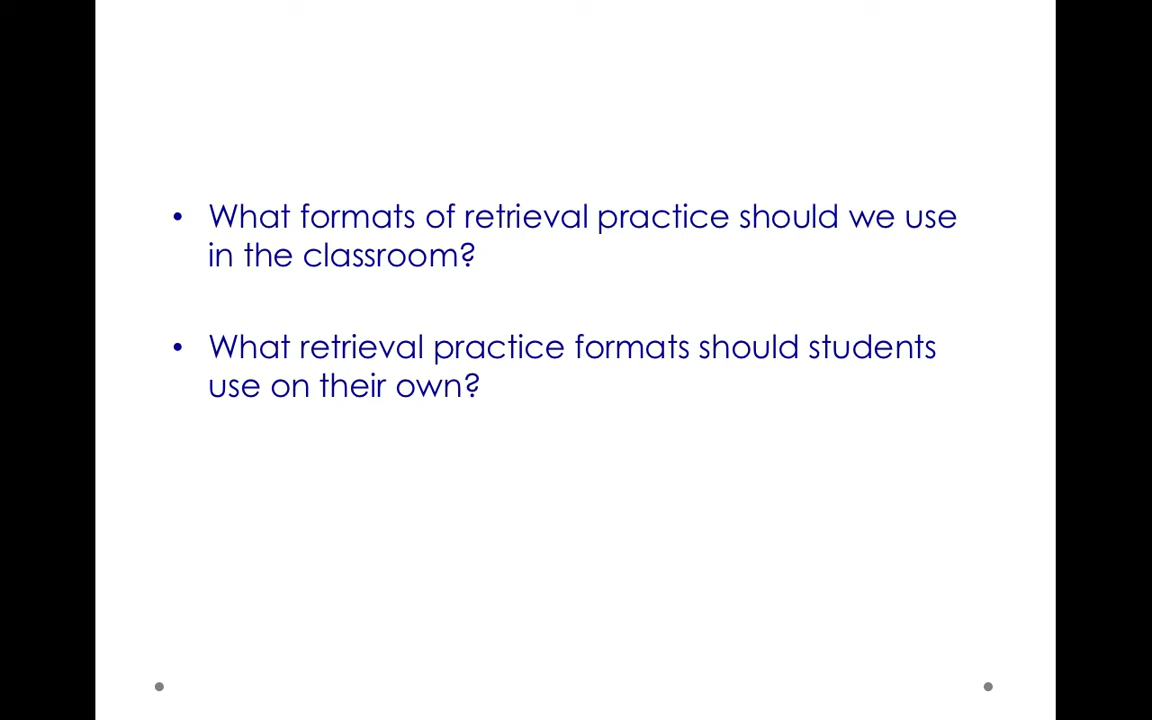 • What formats of retrieval practice should we use
in the classroom?
• What retrieval practice formats should students
use on their own?